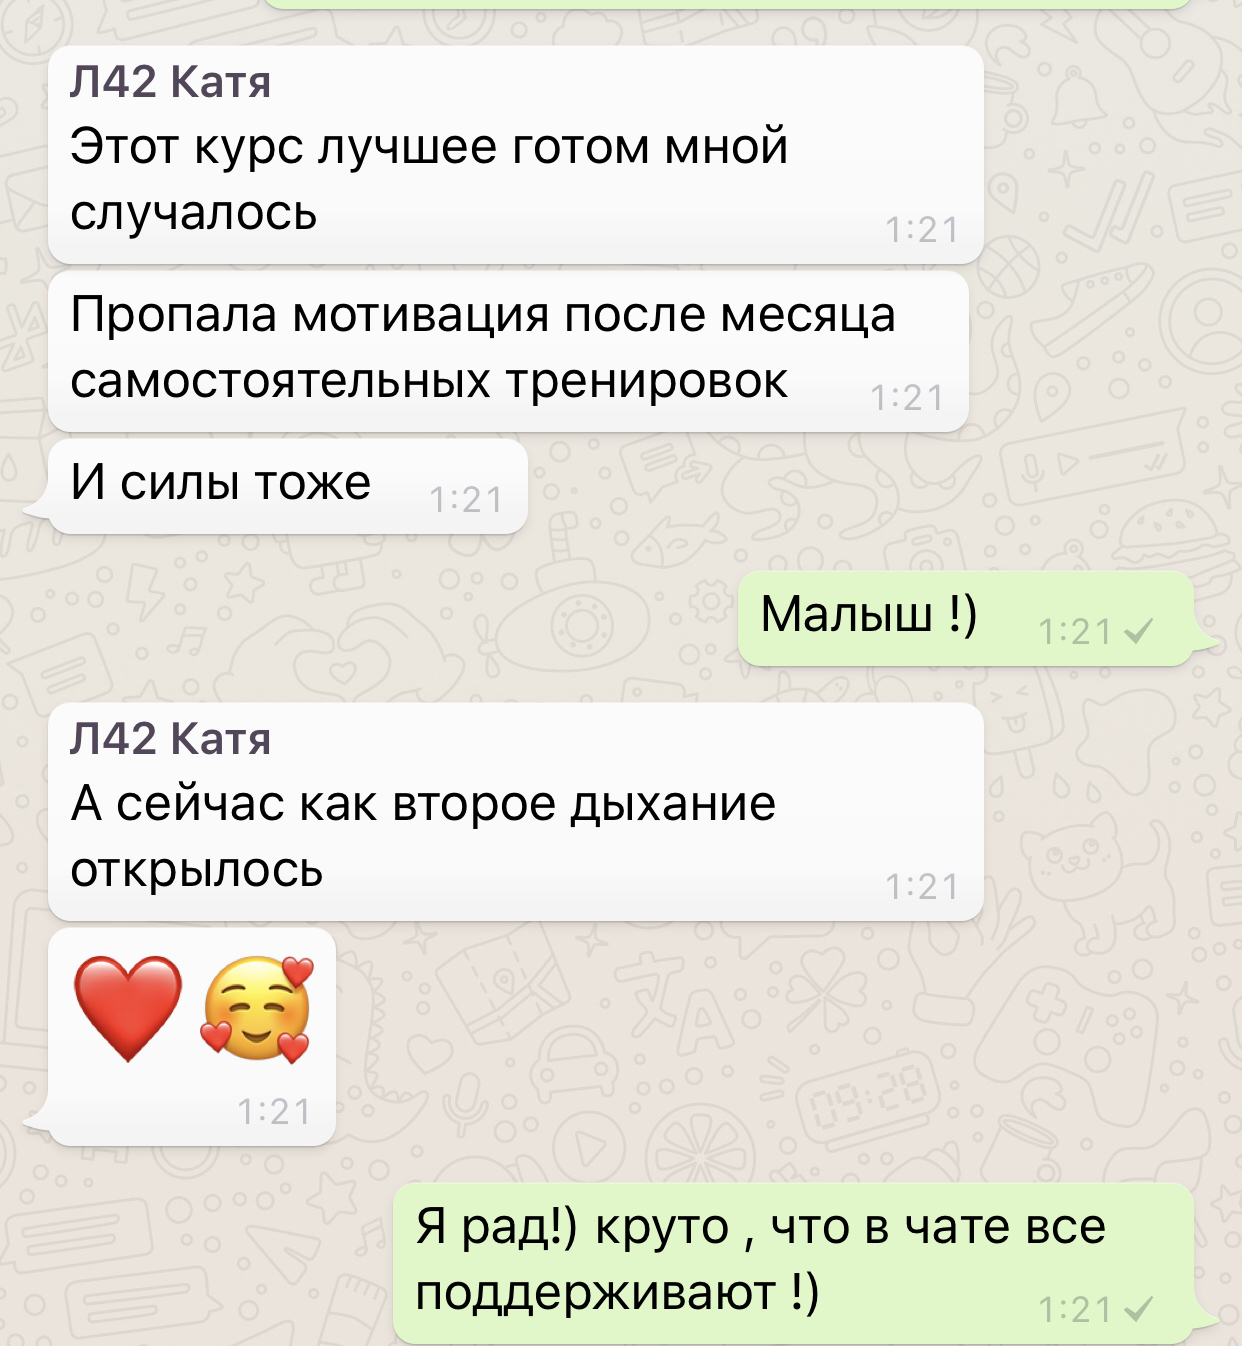 Л42 Катя
Этот курс лучшее готом мной
случалось
1:21
Пропала мотивация после месяца
самостоятельных тренировок
1:21
И силы тоже
1:21
Малыш !)
1:21
Л42 Катя
А сейчас как второе дыхание
открылось
1:21
1:21
Я рад!) круто , что в чате все
поддерживают !)
1:21
09:28